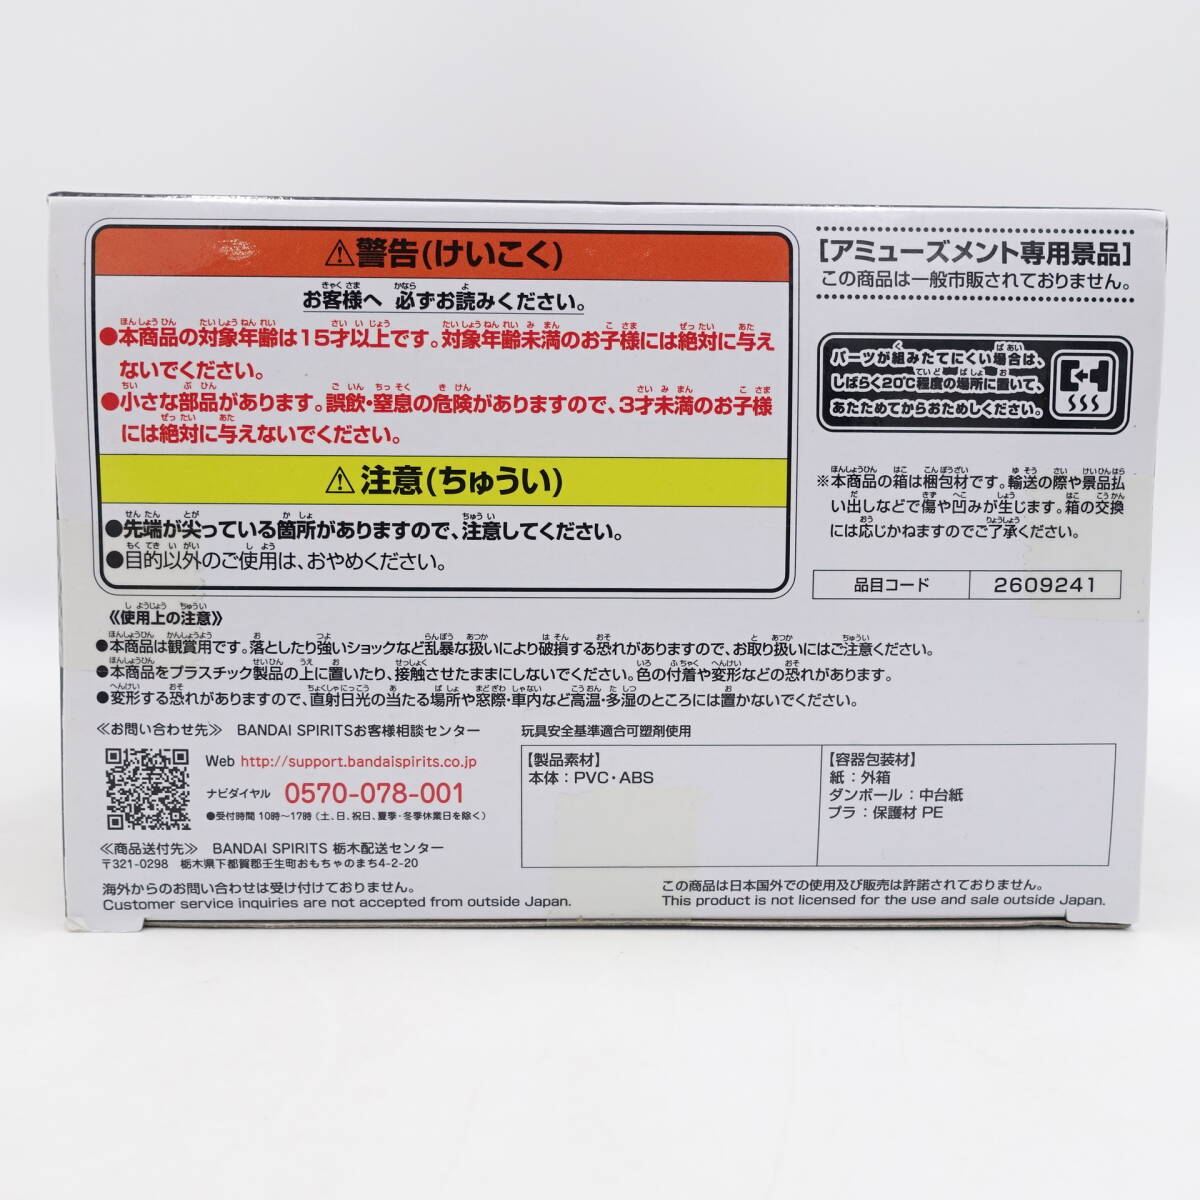 ⚠警告(けいこく)
お客様へ 必ずお読みください。
●本商品の対象年齢は15才以上です。対象年齢未満のお子様には絶対に与え
ないでください。
●小さな部品があります。誤飲・窒息の危険がありますので、3才未満のお子様
には絶対に与えないでください。
⚠注意(ちゅうい)
●先端が尖っている箇所がありますので、注意してください。
●目的以外のご使用は、おやめください。
[アミューズメント専用景品]
この商品は一般市販されておりません。
パーツが組みたてにくい場合は、
しばらく20℃程度の場所に置いて、
あたためてからおためしください。
※本商品の箱は梱包材です。輸送の際や景品払
い出しなどで傷や凹みが生じます。箱の交換
には応じかねますのでご了承ください。
品目コード 2609241
《使用上の注意》
●本商品は観賞用です。落としたり強いショックなど乱暴な扱いにより破損する恐れがありますので、お取り扱いにはご注意ください。
●本商品をプラスチック製品の上に置いたり、接触させたままにしないでください。色の付着や変形などの恐れがあります。
●変形する恐れがありますので、直射日光の当たる場所や窓際・車内など高温・多湿のところには置かないでください。
≪お問い合わせ先≫ BANDAI SPIRITSお客様相談センター
Web http://support.bandaispirits.co.jp
ナビダイヤル 0570-078-001
●受付時間 10時〜17時(土、日、祝日、夏季・冬季休業日を除く)
≪商品送付先≫ BANDAI SPIRITS 栃木配送センター
〒321-0298 栃木県下都賀郡壬生町おもちゃのまち4-2-20
海外からのお問い合わせは受け付けておりません。
Customer service inquiries are not accepted from outside Japan.
玩具安全基準適合可塑剤使用
【製品素材】
本体：PVC・ABS
【容器包装材】
紙：外箱
ダンボール：中台紙
プラ：保護材 PE
この商品は日本国外での使用及び販売は許諾されておりません。
This product is not licensed for the use and sale outside Japan.